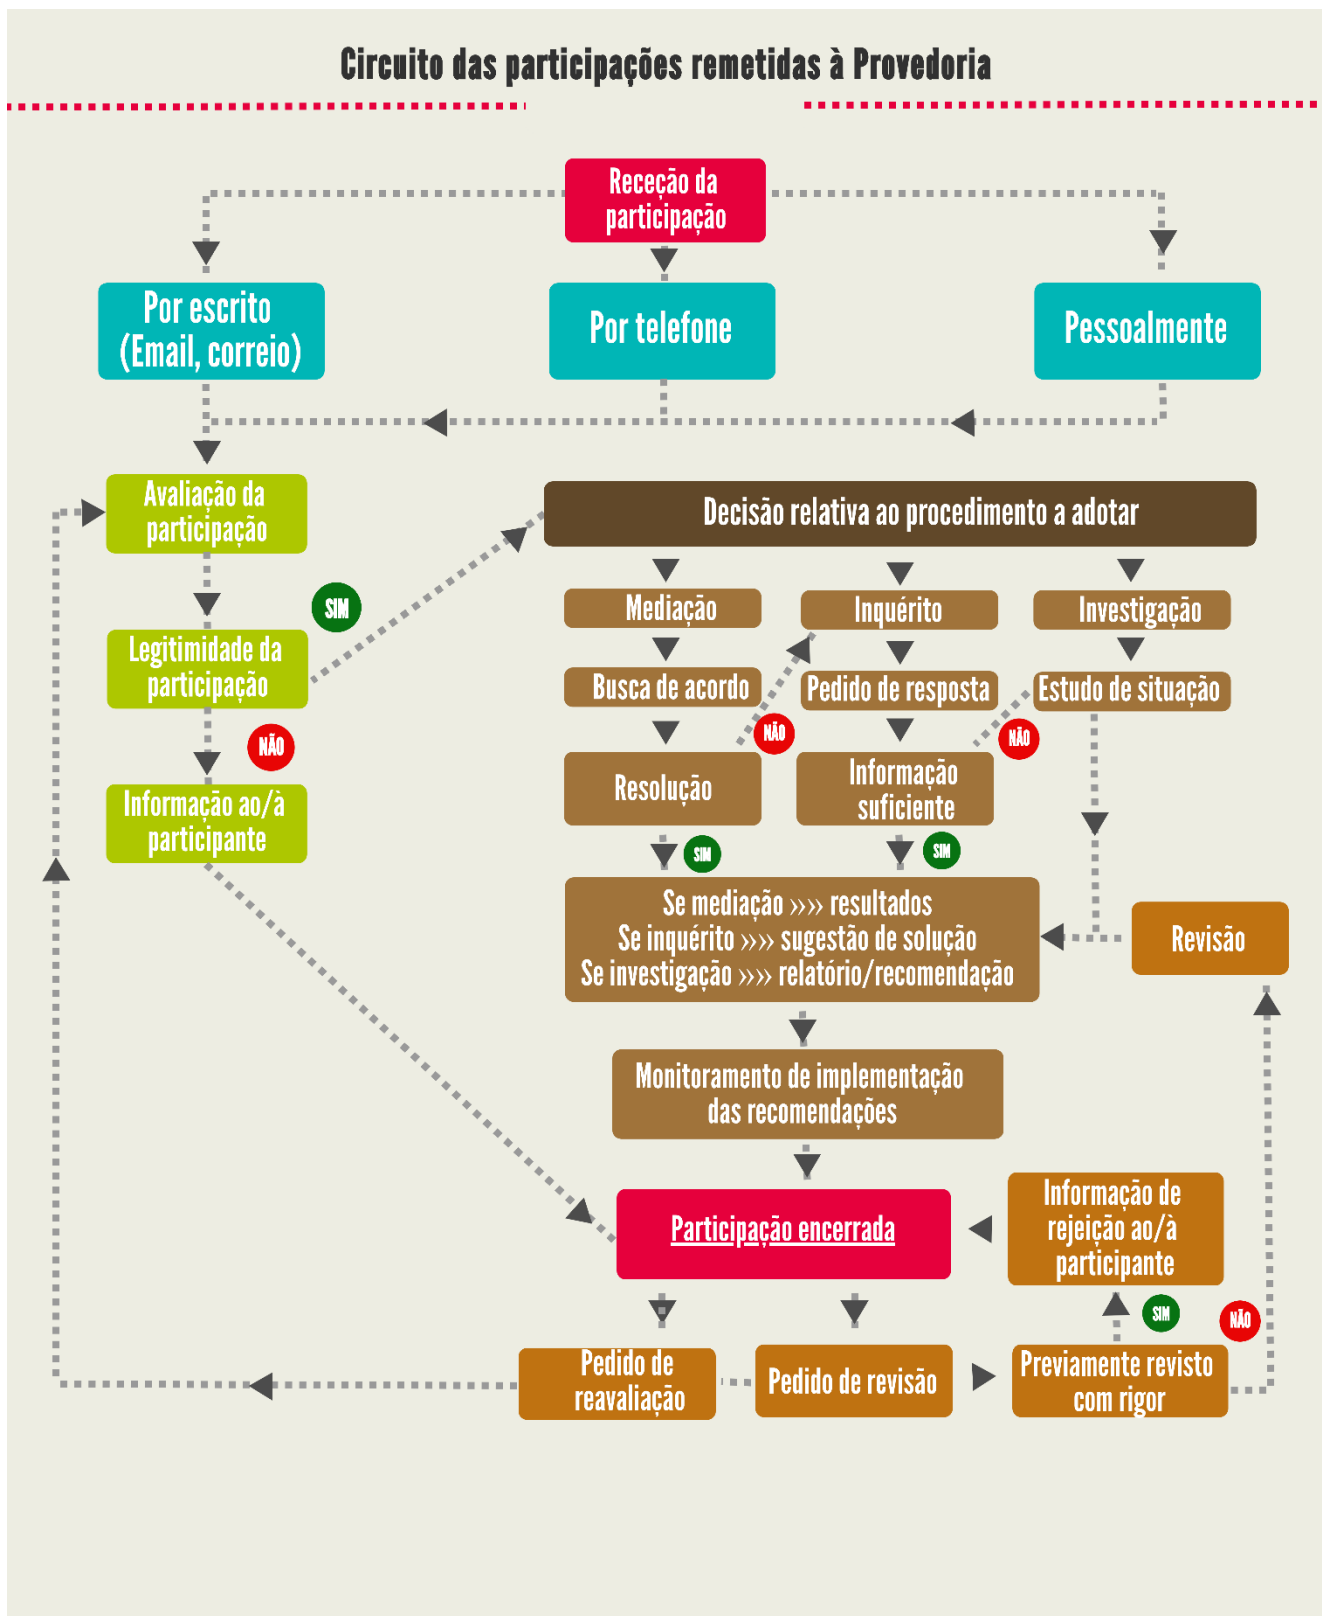 Circuito das participações remetidas à Provedoria
Receção da
participação
Por escrito
(Email, correio)
Por telefone
Pessoalmente
Avaliação da
participação
Decisão relativa ao procedimento a adotar
SIM
Mediação
Inquérito
Investigação
Legitimidade da
participação
Busca de acordo
Pedido de resposta
Estudo de situação
NÃO
NÃO
NÃO
Resolução
Informação
suficiente
Informação ao/à
participante
SIM
SIM
Se mediação »»» resultados
Se inquérito »»» sugestão de solução
Se investigação »»» relatório/recomendação
Revisão
Monitoramento de implementação
das recomendações
Participação encerrada
Informação de
rejeição ao/à
participante
SIM
NÃO
Pedido de
reavaliação
Pedido de revisão
Previamente revisto
com rigor